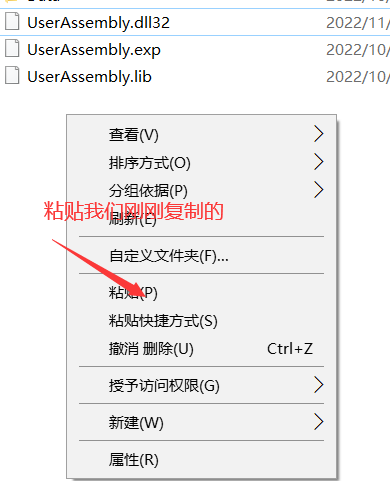 UserAssembly.dll32 2022/11/
UserAssembly.exp 2022/10/
UserAssembly.lib 2022/10/
查看(V)
排序方式(O)
分组依据(P)
粘贴我们刚刚复制的
刷新(E)
自定义文件夹(F)...
粘贴(P)
粘贴快捷方式(S)
撤消 删除(U) Ctrl+Z
授予访问权限(G)
新建(W)
属性(R)